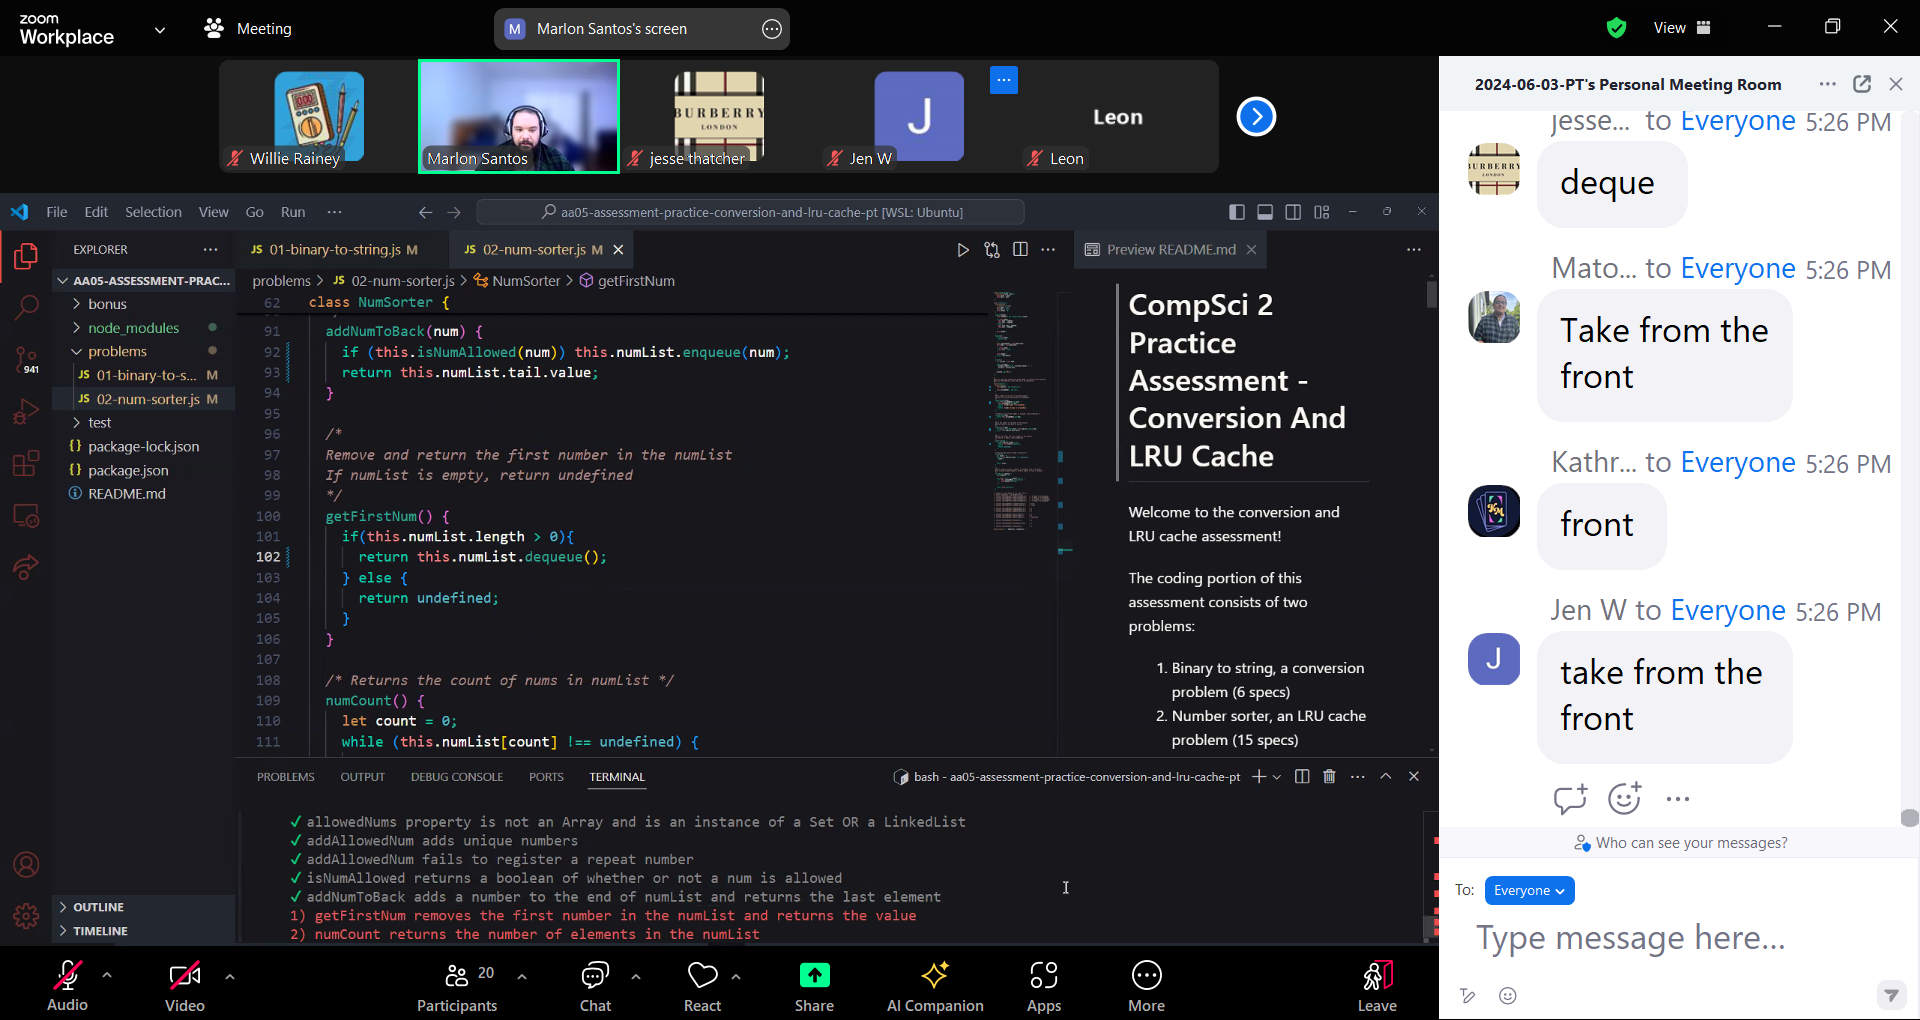 zoom
Workplace
Meeting
M Marlon Santos's screen
View
Willie Rainey
Marlon Santos
BURBERRY
LONDON
jesse thatcher
J
Jen W
Leon
Leon
File Edit Selection View Go Run
aa05-assessment-practice-conversion-and-lru-cache-pt [WSL: Ubuntu]
EXPLORER
AA05-ASSESSMENT-PRAC...
bonus
node_modules
problems
JS 01-binary-to-s... M
JS 02-num-sorter.js M
test
{} package-lock.json
{} package.json
README.md
941
OUTLINE
TIMELINE
JS 01-binary-to-string.js M
JS 02-num-sorter.js M
problems > JS 02-num-sorter.js > NumSorter > getFirstNum
62 class NumSorter {
91 addNumToBack(num) {
92 if (this.isNumAllowed(num)) this.numList.enqueue(num);
93 return this.numList.tail.value;
94 }
95
96 /*
97 Remove and return the first number in the numList
98 If numList is empty, return undefined
99 */
100 getFirstNum() {
101 if(this.numList.length > 0){
102 return this.numList.dequeue();
103 } else {
104 return undefined;
105 }
106 }
107
108 /* Returns the count of nums in numList */
109 numCount() {
110 let count = 0;
111 while (this.numList[count] !== undefined) {
Preview README.md
CompSci 2
Practice
Assessment -
Conversion And
LRU Cache
Welcome to the conversion and
LRU cache assessment!
The coding portion of this
assessment consists of two
problems:
1. Binary to string, a conversion
problem (6 specs)
2. Number sorter, an LRU cache
problem (15 specs)
PROBLEMS OUTPUT DEBUG CONSOLE PORTS TERMINAL
bash - aa05-assessment-practice-conversion-and-lru-cache-pt
✓ allowedNums property is not an Array and is an instance of a Set OR a LinkedList
✓ addAllowedNum adds unique numbers
✓ addAllowedNum fails to register a repeat number
✓ isNumAllowed returns a boolean of whether or not a num is allowed
✓ addNumToBack adds a number to the end of numList and returns the last element
1) getFirstNum removes the first number in the numList and returns the value
2) numCount returns the number of elements in the numList
Audio
Video
20
Participants
Chat
React
Share
AI Companion
Apps
More
Leave
2024-06-03-PT's Personal Meeting Room
jesse... to Everyone 5:26 PM
BURBERRY
LONDON
deque
Mato... to Everyone 5:26 PM
Take from the
front
Kathr... to Everyone 5:26 PM
KM
front
Jen W to Everyone 5:26 PM
J
take from the
front
Who can see your messages?
To: Everyone
Type message here...